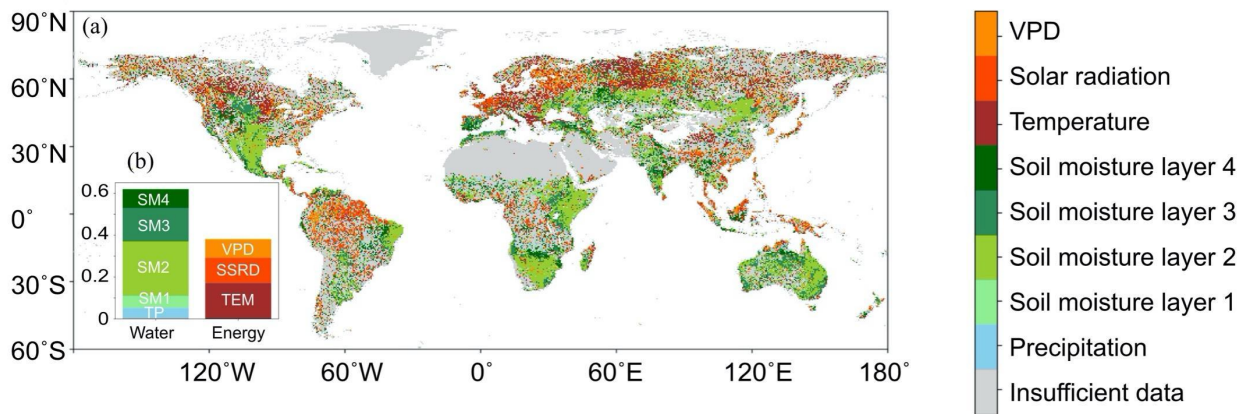 90°N
(a)
60°N
30°N
0°
30°S
60°S
120°W
60°W
0°
60°E
120°E
180°
(b)
0.6
0.4
0.2
0
SM4
SM3
SM2
SM1
TP
VPD
SSRD
TEM
Water
Energy
VPD
Solar radiation
Temperature
Soil moisture layer 4
Soil moisture layer 3
Soil moisture layer 2
Soil moisture layer 1
Precipitation
Insufficient data